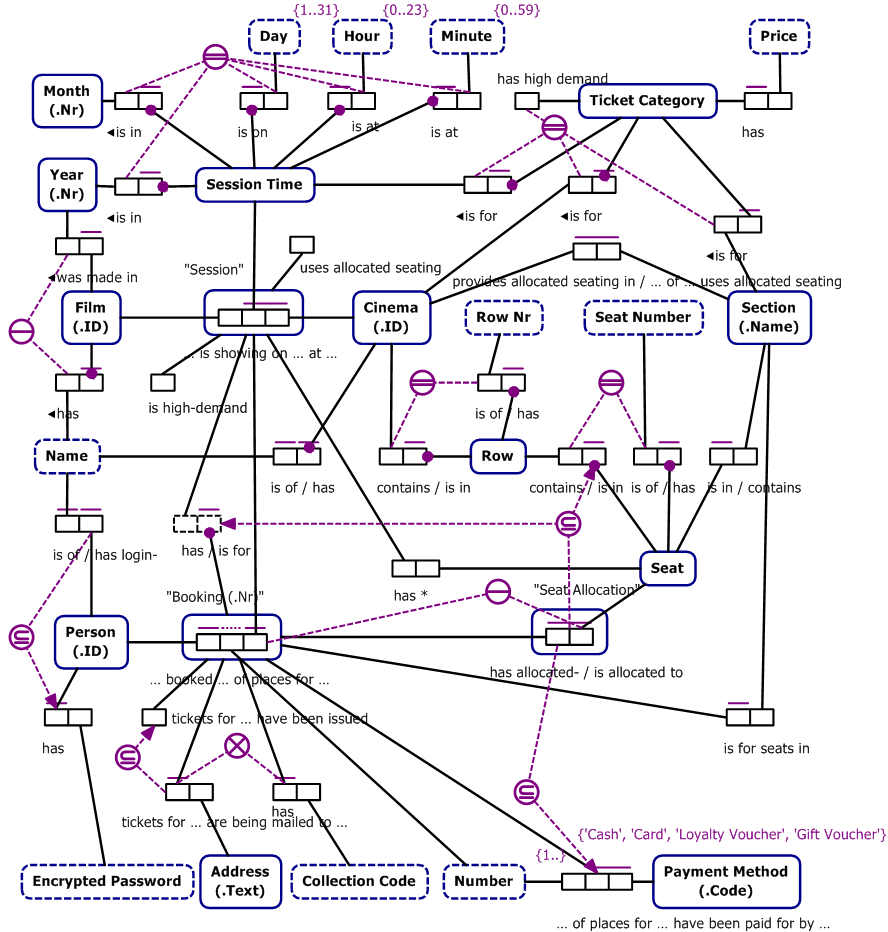 {1..31}
{0..23}
{0..59}
Day
Hour
Minute
Price
has high demand
Month
(.Nr)
Ticket Category
◄is in
is on
is at
is at
has
Year
(.Nr)
Session Time
◄is in
◄is for
◄is for
◄is for
◄was made in
"Session"
uses allocated seating
provides allocated seating in / ... of ... uses allocated seating
Film
(.ID)
Cinema
(.ID)
Row Nr
Seat Number
Section
(.Name)
... is showing on ... at ...
is high-demand
◄has
is of / has
Name
Row
is of / has
contains / is in
contains / is in
is of / has
is in / contains
is of / has login-
has / is for
Seat
has *
"Booking (.Nr)"
"Seat Allocation"
Person
(.ID)
... booked ... of places for ...
has allocated- / is allocated to
has
tickets for ... have been issued
is for seats in
has
tickets for ... are being mailed to ...
{'Cash', 'Card', 'Loyalty Voucher', 'Gift Voucher'}
{1..}
Encrypted Password
Address
(.Text)
Collection Code
Number
Payment Method
(.Code)
... of places for ... have been paid for by ...